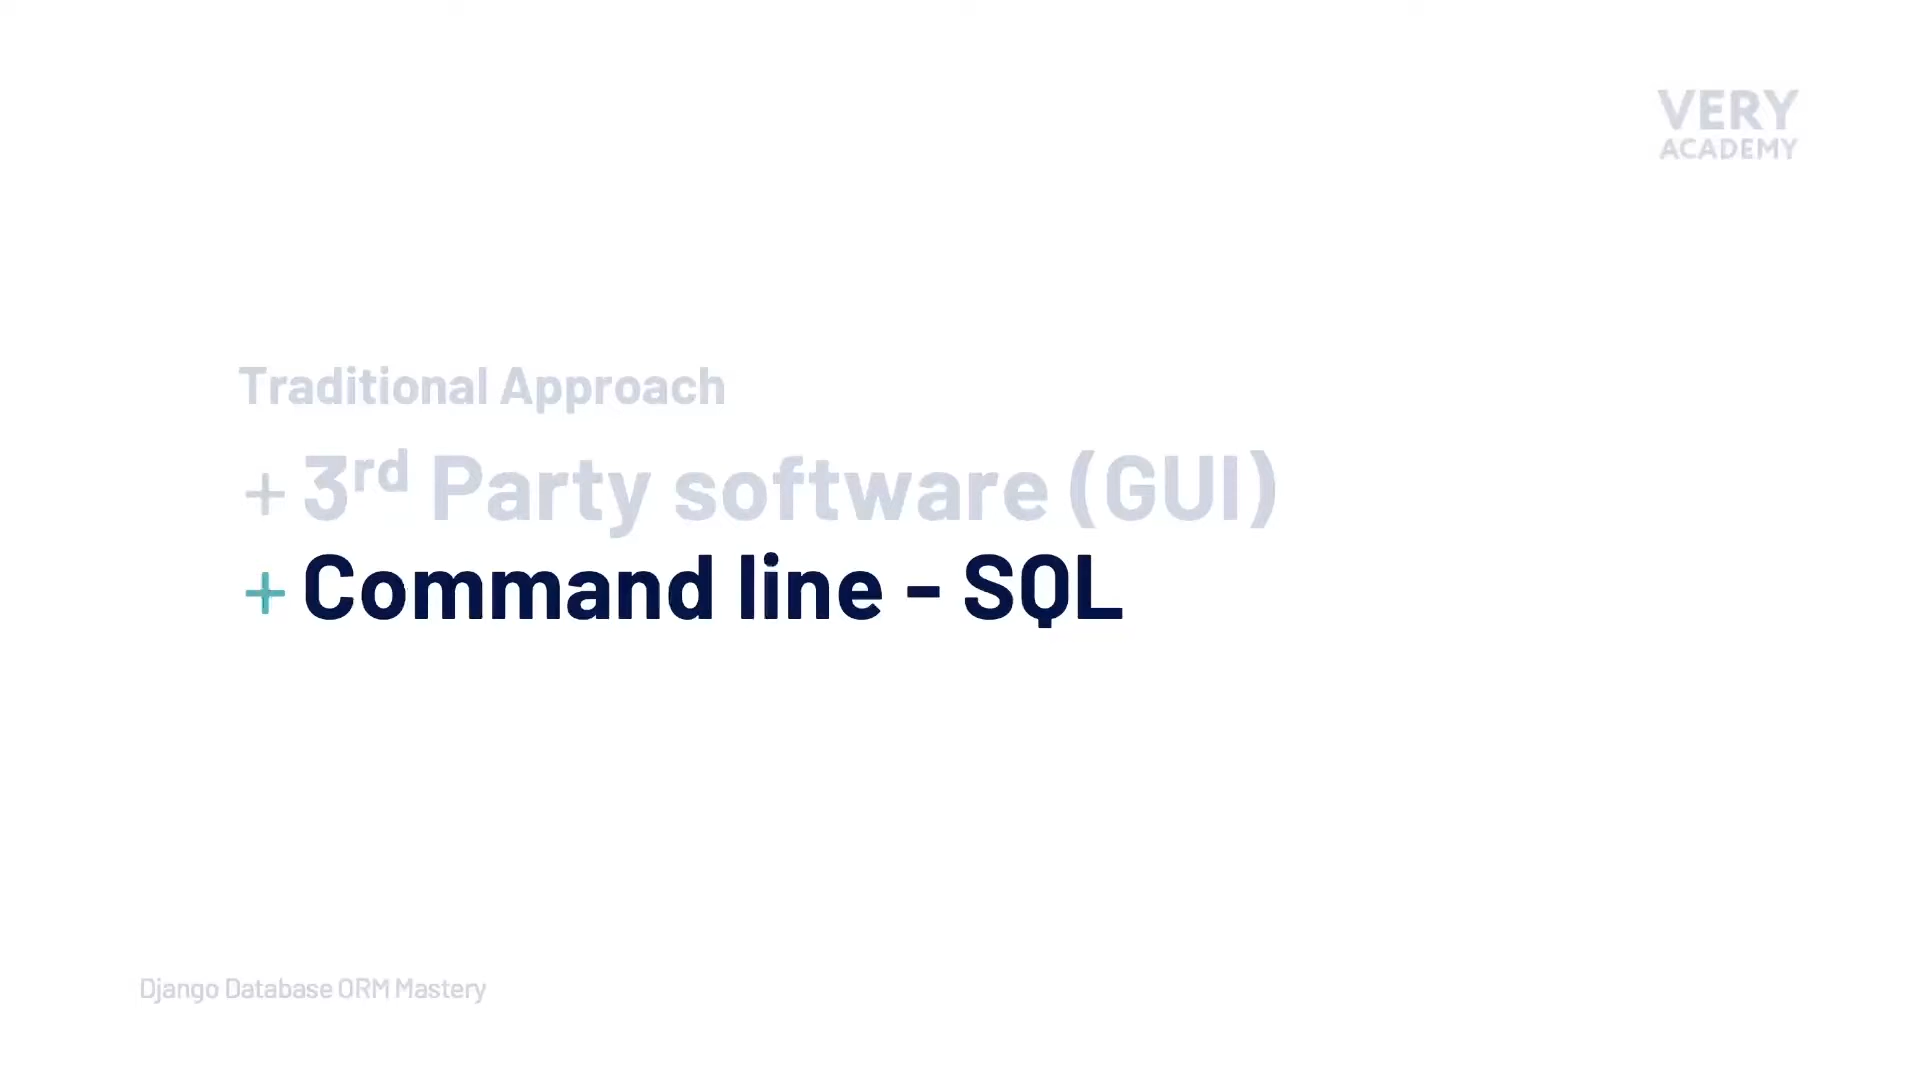 VERY
ACADEMY
Traditional Approach
+ 3rd Party software (GUI)
+ Command line - SQL
Django Database ORM Mastery